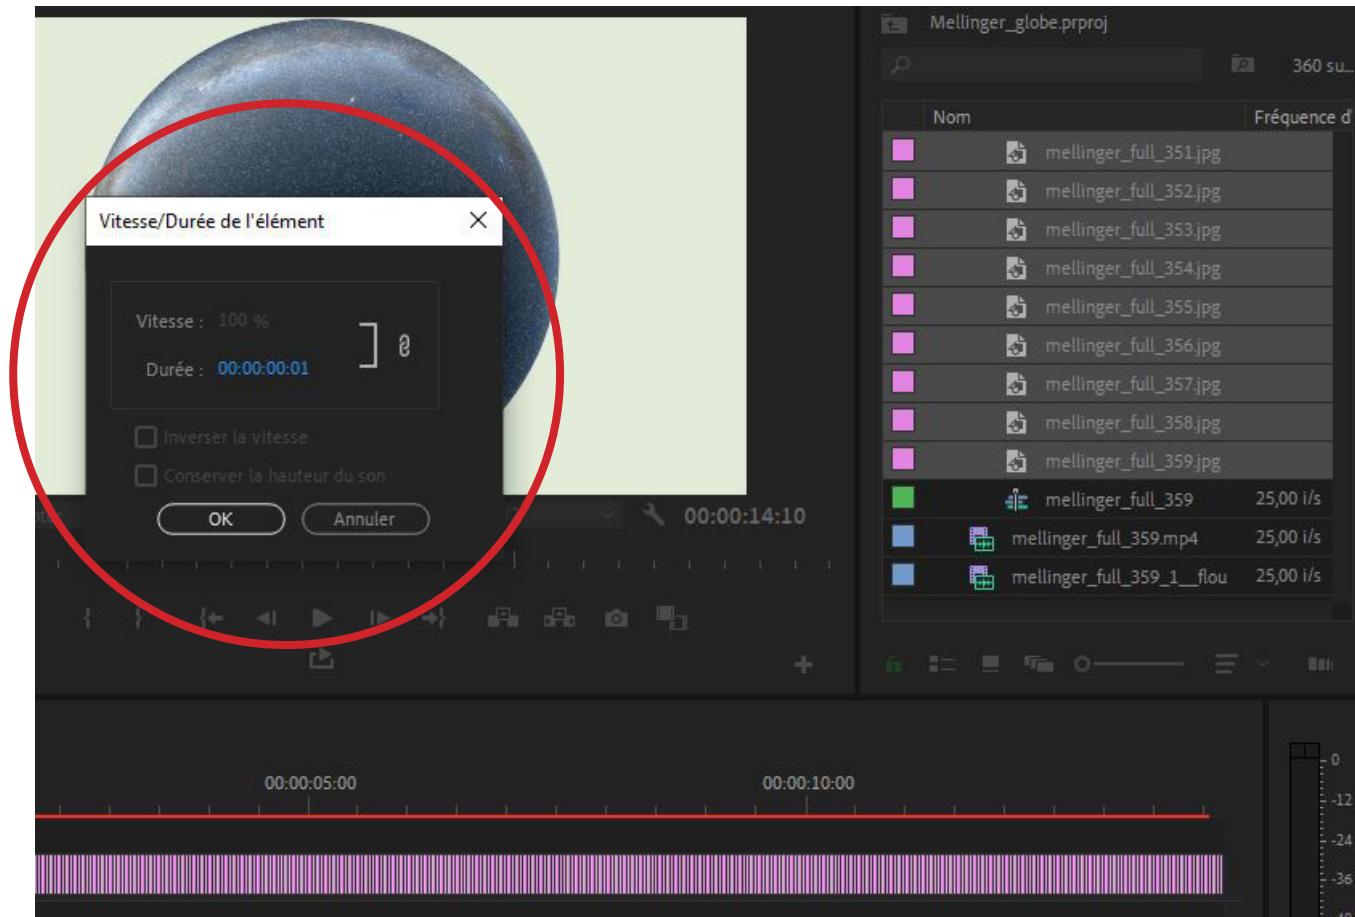 Mellinger_globe.prproj
360 su...
Nom
Fréquence d
mellinger_full_351.jpg
mellinger_full_352.jpg
mellinger_full_353.jpg
mellinger_full_354.jpg
mellinger_full_355.jpg
mellinger_full_356.jpg
mellinger_full_357.jpg
mellinger_full_358.jpg
mellinger_full_359.jpg
mellinger_full_359 25,00 i/s
mellinger_full_359.mp4 25,00 i/s
mellinger_full_359_1__flou 25,00 i/s
Vitesse/Durée de l'élément
Vitesse : 100 %
Durée : 00:00:00:01
Inverser la vitesse
Conserver la hauteur du son
OK
Annuler
00:00:14:10
00:00:05:00
00:00:10:00
0
-12
-24
-36